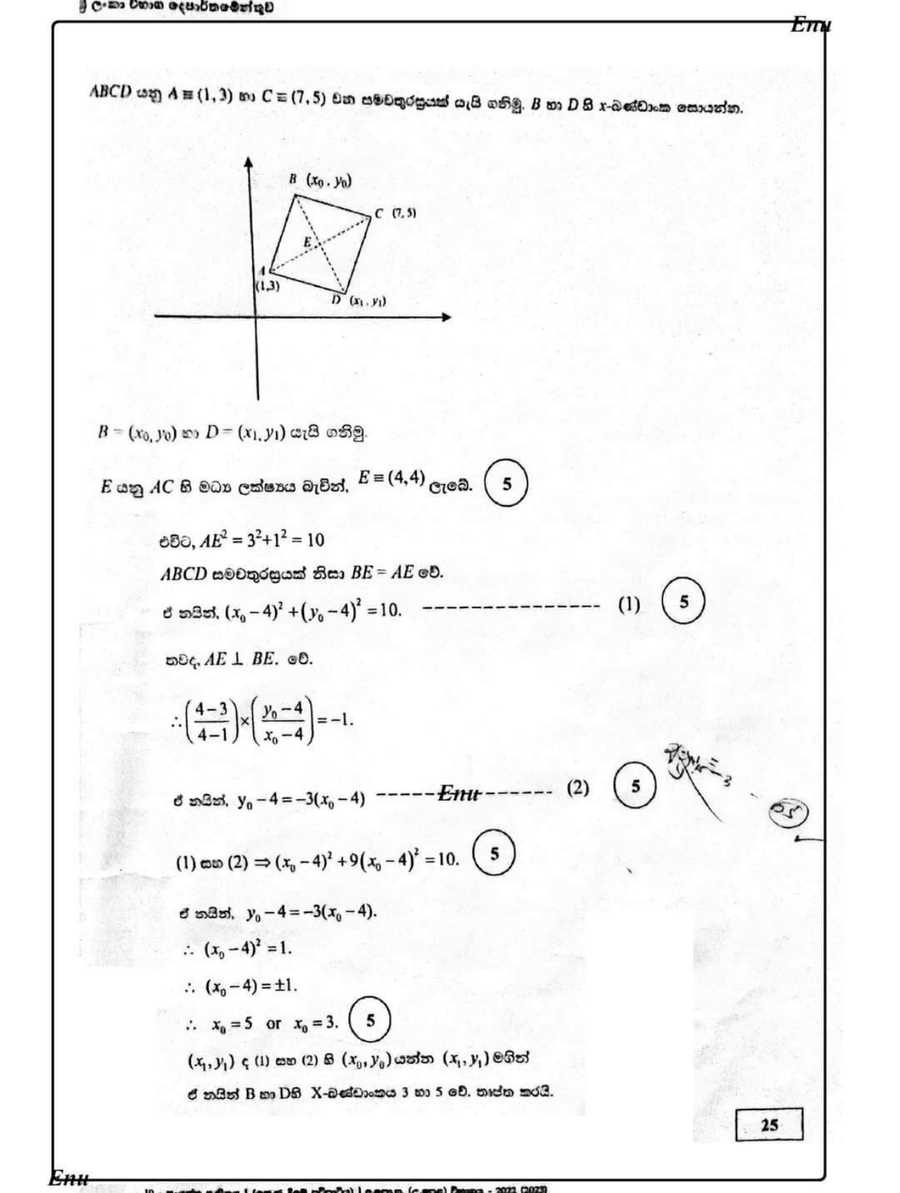 ශ්‍රී ලංකා විභාග දෙපාර්තමේන්තුව
Enu
ABCD යනු A ≡ (1, 3) හා C ≡ (7, 5) වන සමචතුරස්‍රයක් යැයි ගනිමු. B හා D හි x-ඛණ්ඩාංක සොයන්න.
B (x₀ , y₀)
C (7, 5)
E
A
(1,3)
D (x₁ , y₁)
B = (x₀, y₀) හා D = (x₁, y₁) යැයි ගනිමු.
E යනු AC හි මධ්‍ය ලක්ෂ්‍යය බැවින්, E ≡ (4,4) ලැබේ. 5
එවිට, AE² = 3²+1² = 10
ABCD සමචතුරස්‍රයක් නිසා BE = AE වේ.
ඒ නයින්, (x₀ − 4)² + (y₀ − 4)² = 10. ---------------- (1) 5
තවද, AE ⊥ BE. වේ.
∴ ((4−3)/(4−1)) × ((y₀−4)/(x₀−4)) = −1.
ඒ නයින්, y₀ − 4 = −3(x₀ − 4) -----Enu------- (2) 5
(1) සහ (2) ⇒ (x₀ − 4)² + 9(x₀ − 4)² = 10. 5
ඒ නයින්, y₀ − 4 = −3(x₀ − 4).
∴ (x₀ − 4)² = 1.
∴ (x₀ − 4) = ±1.
∴ x₀ = 5 or x₀ = 3. 5
(x₁, y₁) ද (1) සහ (2) හි (x₀, y₀) යන්න (x₁, y₁) මගින්
ඒ නයින් B හා Dහි X-ඛණ්ඩාංකය 3 හා 5 වේ. තෘප්ත කරයි.
25
Enu